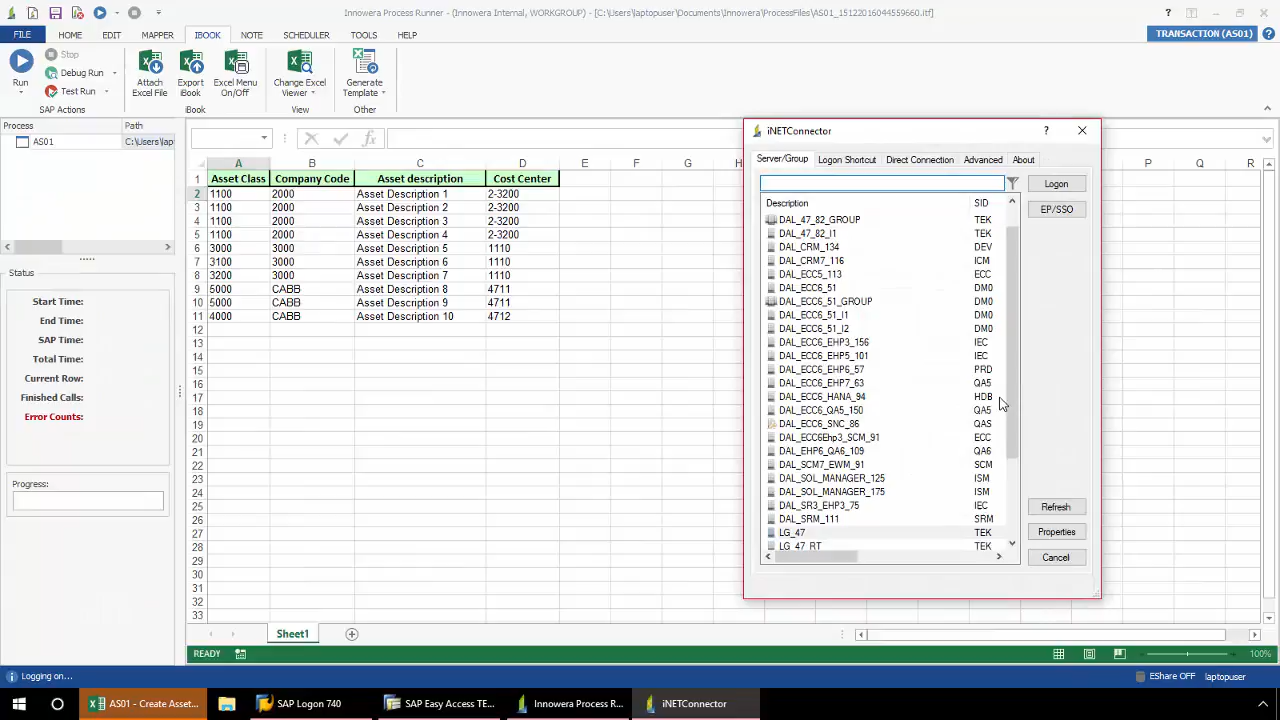 Innowera Process Runner - (Innowera Internal, WORKGROUP) - [C:\Users\laptopuser\Documents\Innowera\ProcessFiles\AS01_15122016044559660.itf]
FILE HOME EDIT MAPPER IBOOK NOTE SCHEDULER TOOLS HELP TRANSACTION (AS01)
Run
Stop
Debug Run
Test Run
SAP Actions
Attach Excel File
Export iBook
Excel Menu On/Off
iBook
Change Excel Viewer
View
Generate Template
Other
Process Path
AS01 C:\Users\lapt
Status
Start Time:
End Time:
SAP Time:
Total Time:
Current Row:
Finished Calls:
Error Counts:
Progress:
fx
A B C D E F G H P Q R
1 Asset Class Company Code Asset description Cost Center
2 1100 2000 Asset Description 1 2-3200
3 1100 2000 Asset Description 2 2-3200
4 1100 2000 Asset Description 3 2-3200
5 1100 2000 Asset Description 4 2-3200
6 3000 3000 Asset Description 5 1110
7 3100 3000 Asset Description 6 1110
8 3200 3000 Asset Description 7 1110
9 5000 CABB Asset Description 8 4711
10 5000 CABB Asset Description 9 4711
11 4000 CABB Asset Description 10 4712
12
13
14
15
16
17
18
19
20
21
22
23
24
25
26
27
28
29
30
31
32
33
Sheet1
iNETConnector
?
Server/Group Logon Shortcut Direct Connection Advanced About
Logon
EP/SSO
Description SID
DAL_47_82_GROUP TEK
DAL_47_82_I1 TEK
DAL_CRM_134 DEV
DAL_CRM7_116 ICM
DAL_ECC5_113 ECC
DAL_ECC6_51 DM0
DAL_ECC6_51_GROUP DM0
DAL_ECC6_51_I1 DM0
DAL_ECC6_51_I2 DM0
DAL_ECC6_EHP3_156 IEC
DAL_ECC6_EHP5_101 IEC
DAL_ECC6_EHP6_57 PRD
DAL_ECC6_EHP7_63 QA5
DAL_ECC6_HANA_94 HDB
DAL_ECC6_QA5_150 QA5
DAL_ECC6_SNC_86 QAS
DAL_ECC6Ehp3_SCM_91 ECC
DAL_EHP6_QA6_109 QA6
DAL_SCM7_EWM_91 SCM
DAL_SOL_MANAGER_125 ISM
DAL_SOL_MANAGER_175 ISM
DAL_SR3_EHP3_75 IEC
DAL_SRM_111 SRM
LG_47 TEK
LG_47_RT TEK
Refresh
Properties
Cancel
READY 100%
Logging on... EShare OFF laptopuser
AS01 - Create Asset... SAP Logon 740 SAP Easy Access TE... Innowera Process R... iNETConnector